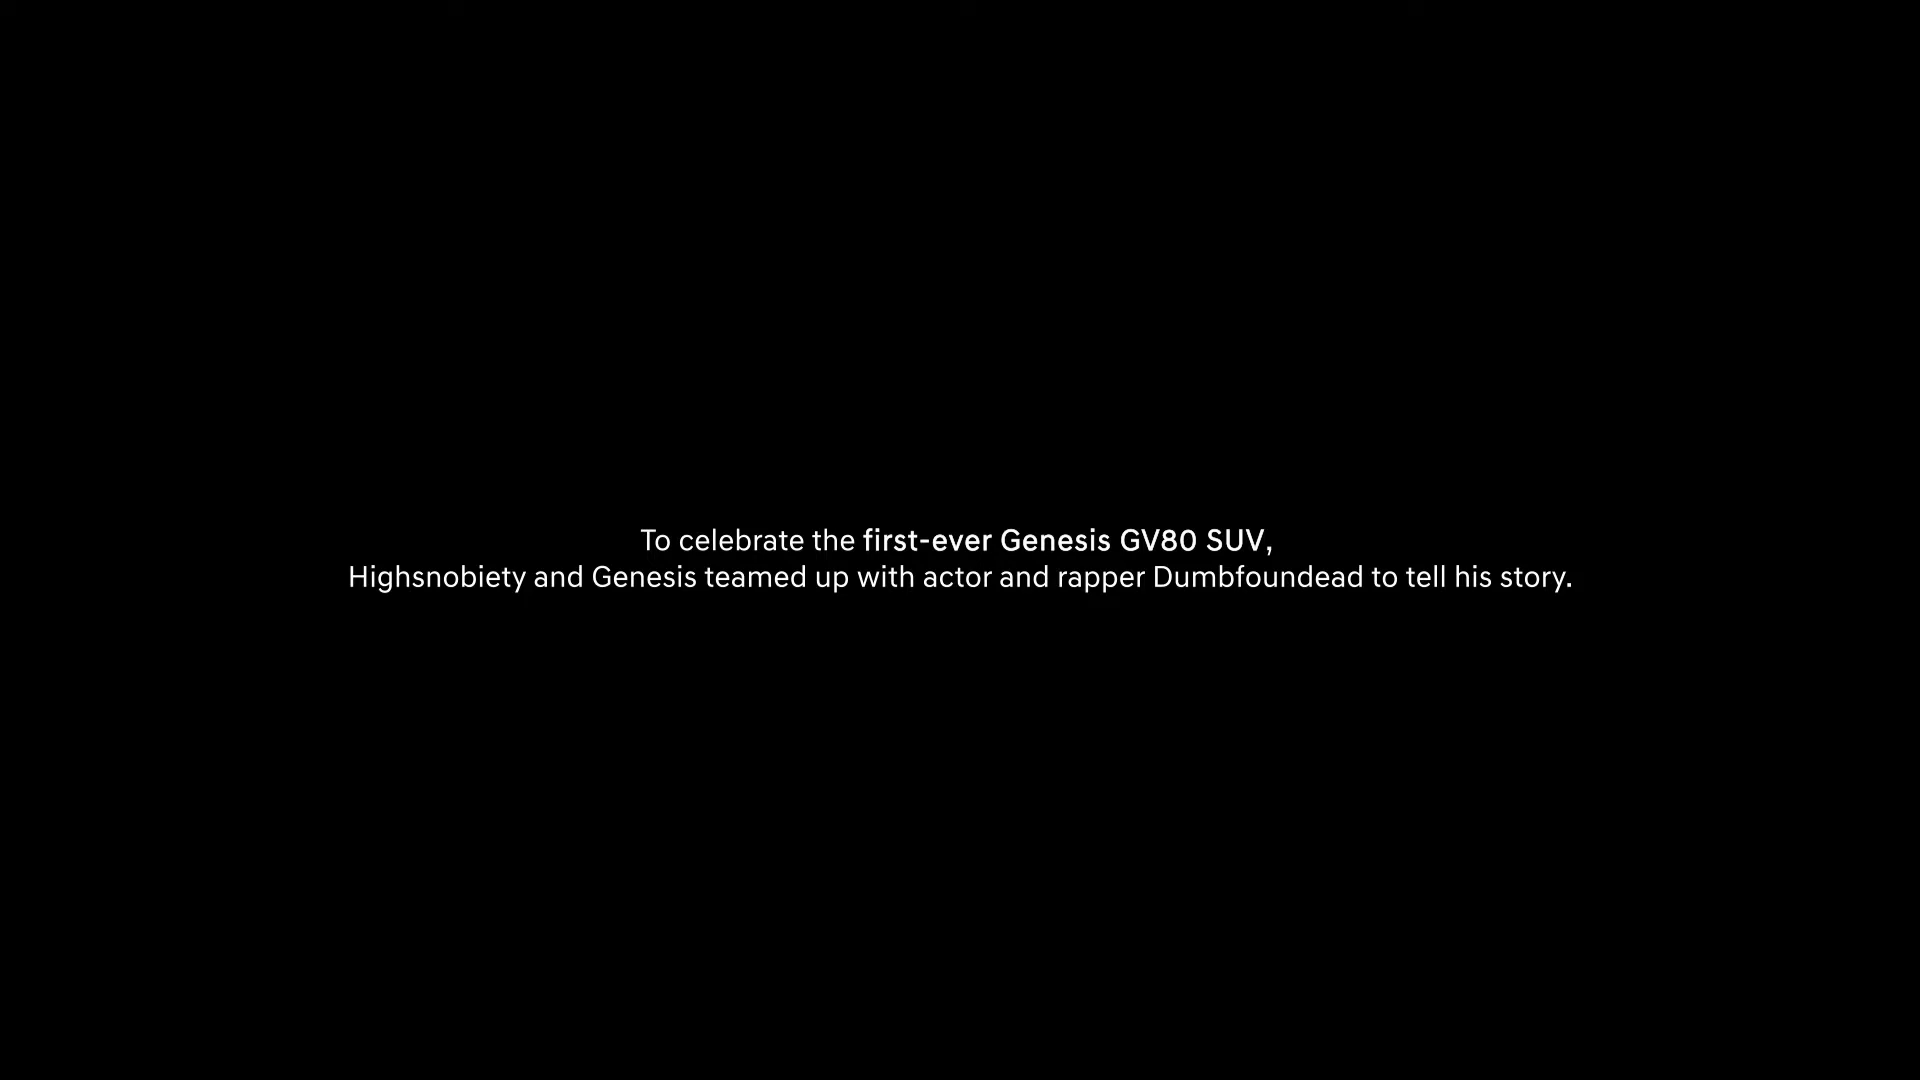 To celebrate the first-ever Genesis GV80 SUV,
Highsnobiety and Genesis teamed up with actor and rapper Dumbfoundead to tell his story.